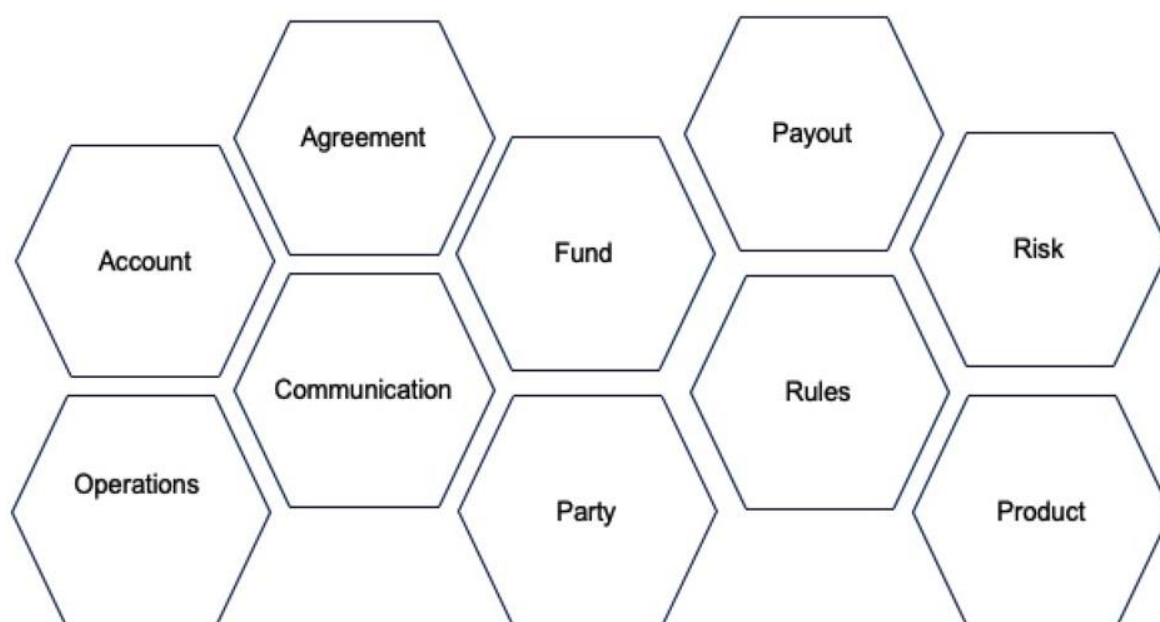 Agreement
Payout
Account
Fund
Risk
Communication
Rules
Operations
Party
Product